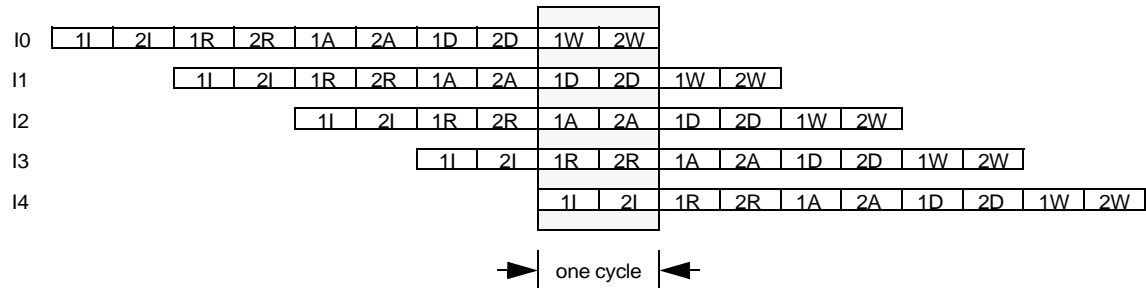 I0 1I 2I 1R 2R 1A 2A 1D 2D 1W 2W
I1 1I 2I 1R 2R 1A 2A 1D 2D 1W 2W
I2 1I 2I 1R 2R 1A 2A 1D 2D 1W 2W
I3 1I 2I 1R 2R 1A 2A 1D 2D 1W 2W
I4 1I 2I 1R 2R 1A 2A 1D 2D 1W 2W
one cycle